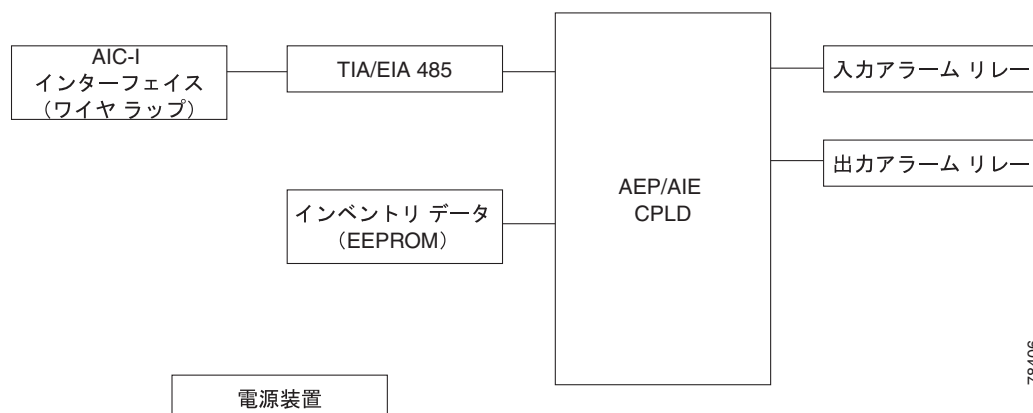 AIC-I
インターフェイス
（ワイヤ ラップ）
TIA/EIA 485
インベントリ データ
（EEPROM）
AEP/AIE
CPLD
入力アラーム リレー
出力アラーム リレー
電源装置
78406